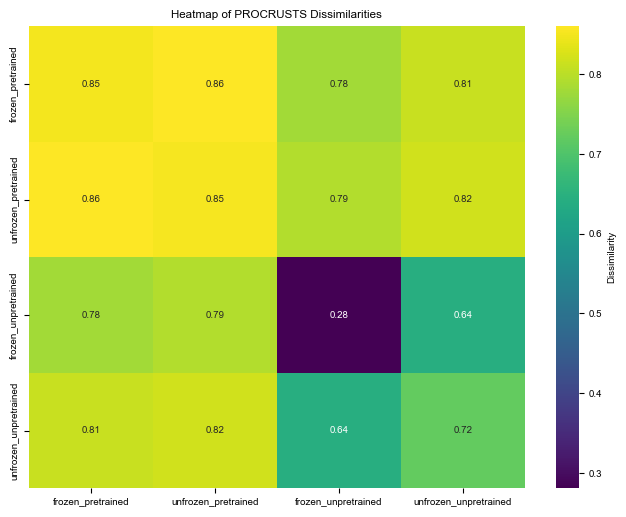 Heatmap of PROCRUSTS Dissimilarities
frozen_pretrained
0.85 0.86 0.78 0.81
unfrozen_pretrained
0.86 0.85 0.79 0.82
frozen_unpretrained
0.78 0.79 0.28 0.64
unfrozen_unpretrained
0.81 0.82 0.64 0.72
frozen_pretrained unfrozen_pretrained frozen_unpretrained unfrozen_unpretrained
0.8
0.7
0.6
0.5
0.4
0.3
Dissimilarity